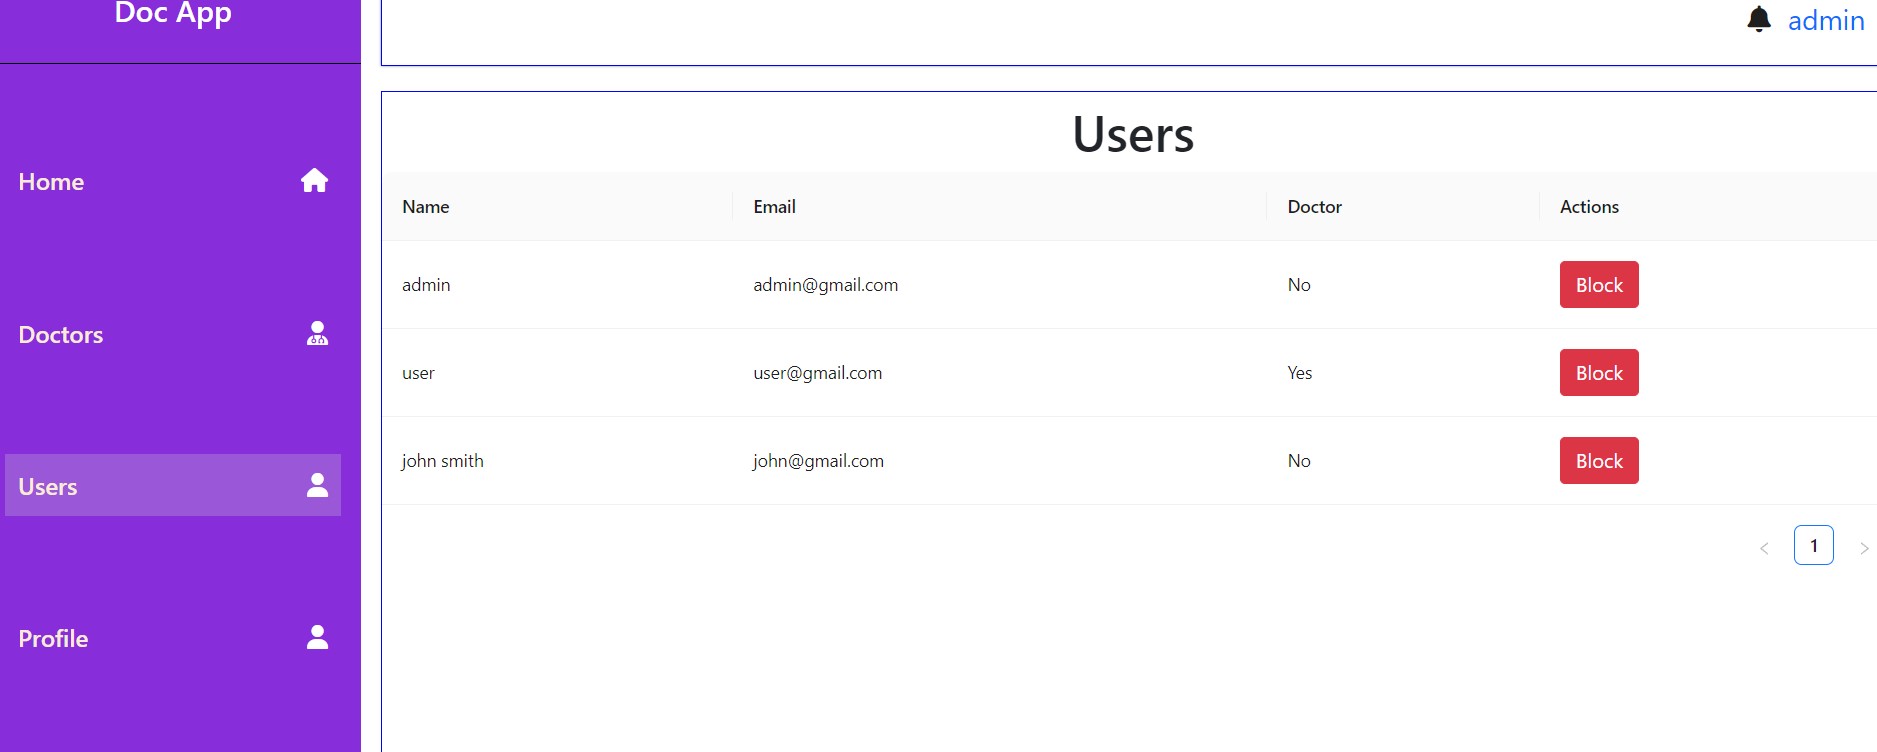 Doc App
admin
Home
Doctors
Users
Profile
Users
Name Email Doctor Actions
admin admin@gmail.com No Block
user user@gmail.com Yes Block
john smith john@gmail.com No Block
< 1 >